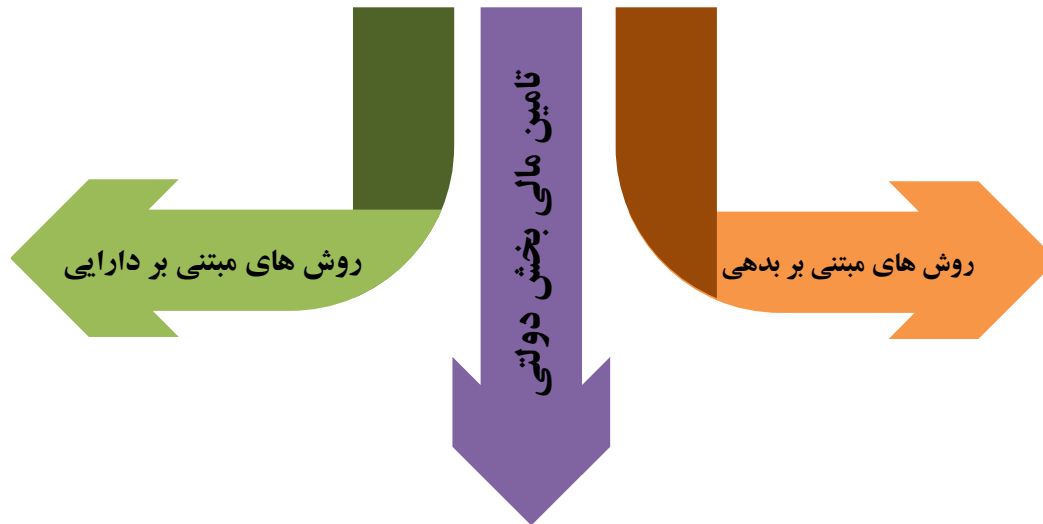 تامین مالی بخش دولتی
روش های مبتنی بر بدهی
روش های مبتنی بر دارایی